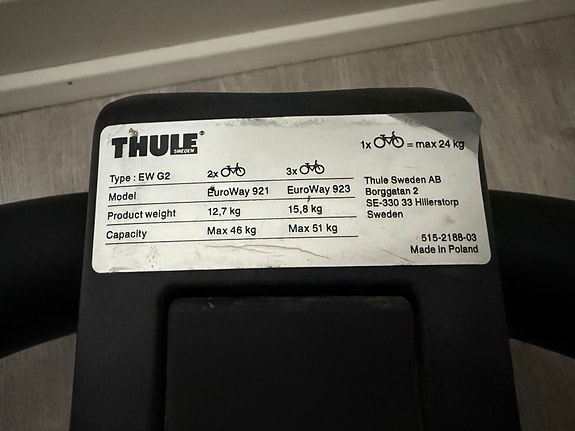 THULE®
SWEDEN
1x = max 24 kg
Type : EW G2 2x 3x
Model EuroWay 921 EuroWay 923
Product weight 12,7 kg 15,8 kg
Capacity Max 46 kg Max 51 kg
Thule Sweden AB
Borggatan 2
SE-330 33 Hillerstorp
Sweden
515-2188-03
Made in Poland